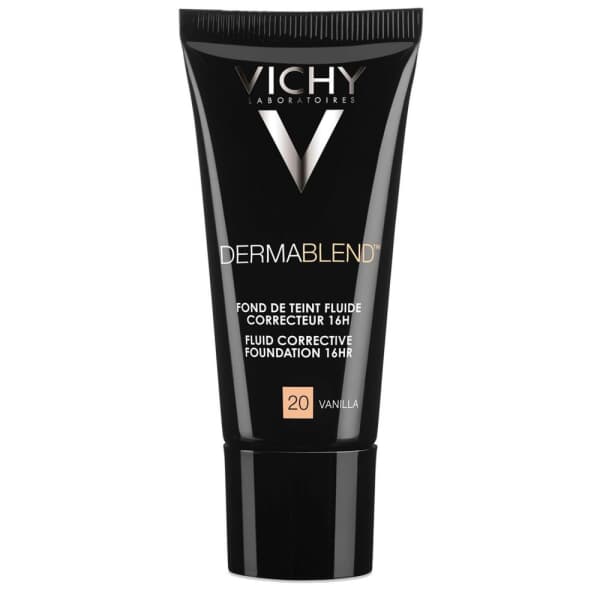 VICHY
LABORATOIRES
DERMABLEND™
FOND DE TEINT FLUIDE
CORRECTEUR 16H
FLUID CORRECTIVE
FOUNDATION 16HR
20 VANILLA